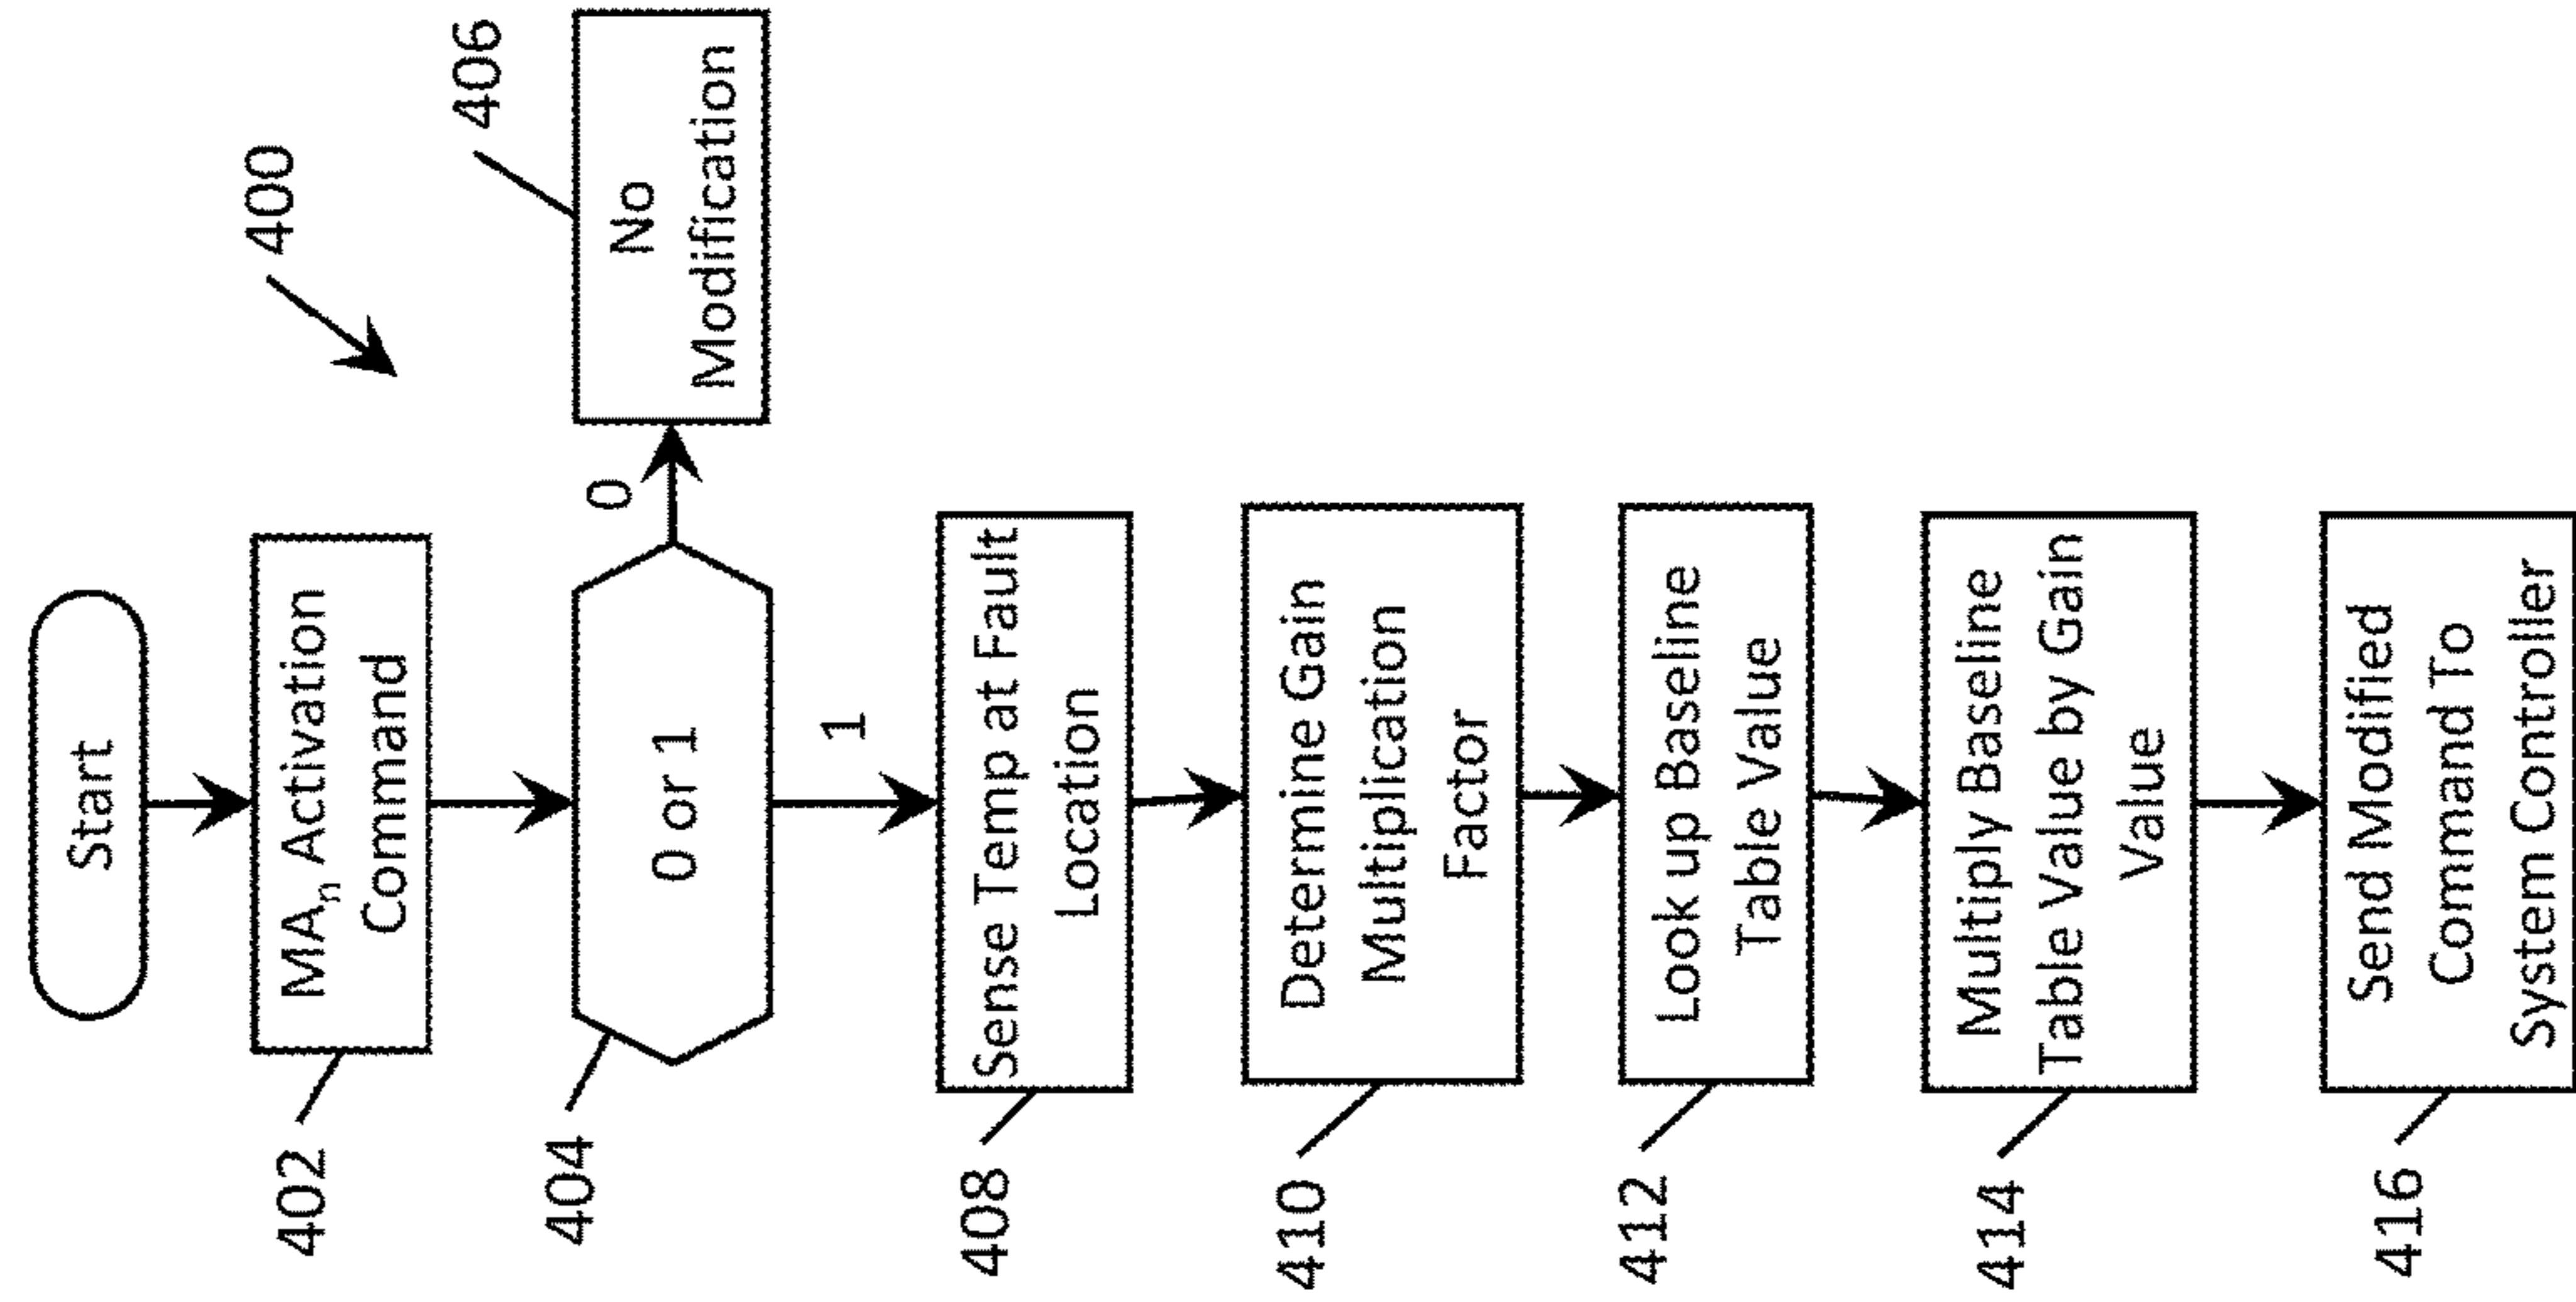 400
Start
402
MAn Activation
Command
404
0 or 1
0
406
No
Modification
1
408
Sense Temp at Fault
Location
410
Determine Gain
Multiplication
Factor
412
Look up Baseline
Table Value
414
Multiply Baseline
Table Value by Gain
Value
416
Send Modified
Command To
System Controller